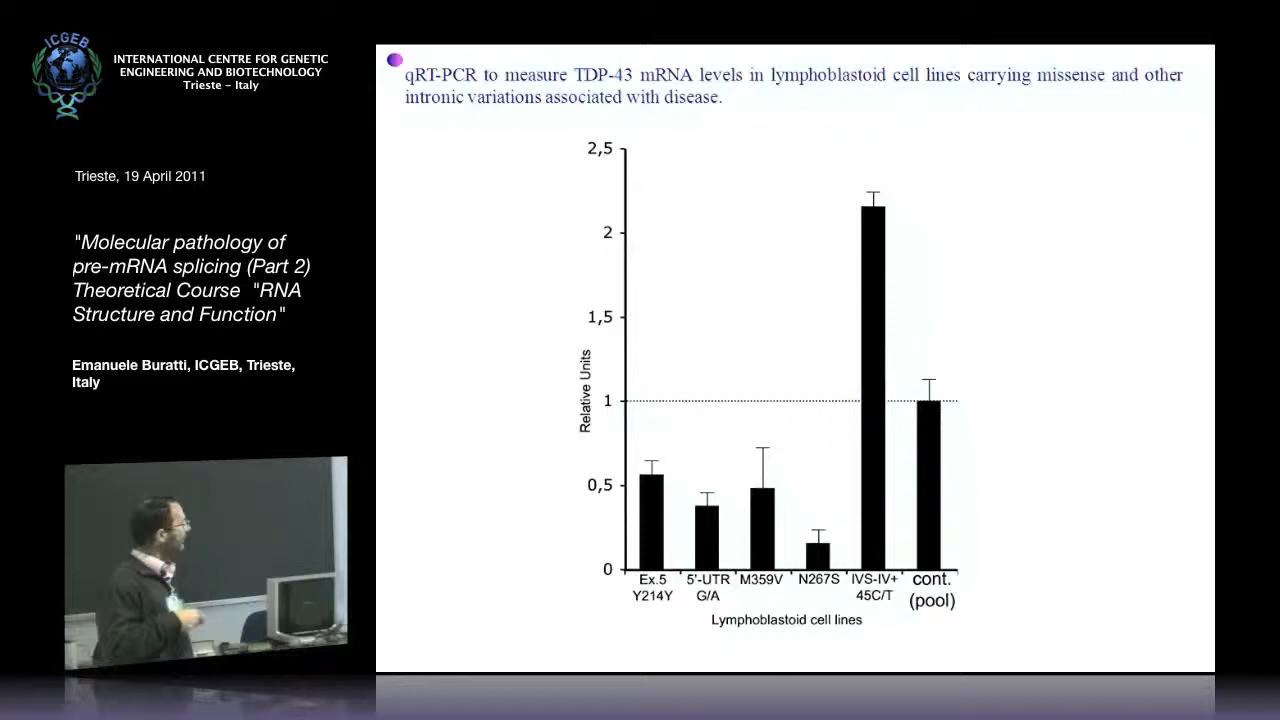 ICGEB
INTERNATIONAL CENTRE FOR GENETIC
ENGINEERING AND BIOTECHNOLOGY
Trieste - Italy
Trieste, 19 April 2011
"Molecular pathology of
pre-mRNA splicing (Part 2)
Theoretical Course "RNA
Structure and Function"
Emanuele Buratti, ICGEB, Trieste,
Italy
qRT-PCR to measure TDP-43 mRNA levels in lymphoblastoid cell lines carrying missense and other
intronic variations associated with disease.
2,5
2
1,5
1
0,5
0
Relative Units
Ex.5 5'-UTR M359V N267S IVS-IV+ cont.
Y214Y G/A 45C/T (pool)
Lymphoblastoid cell lines